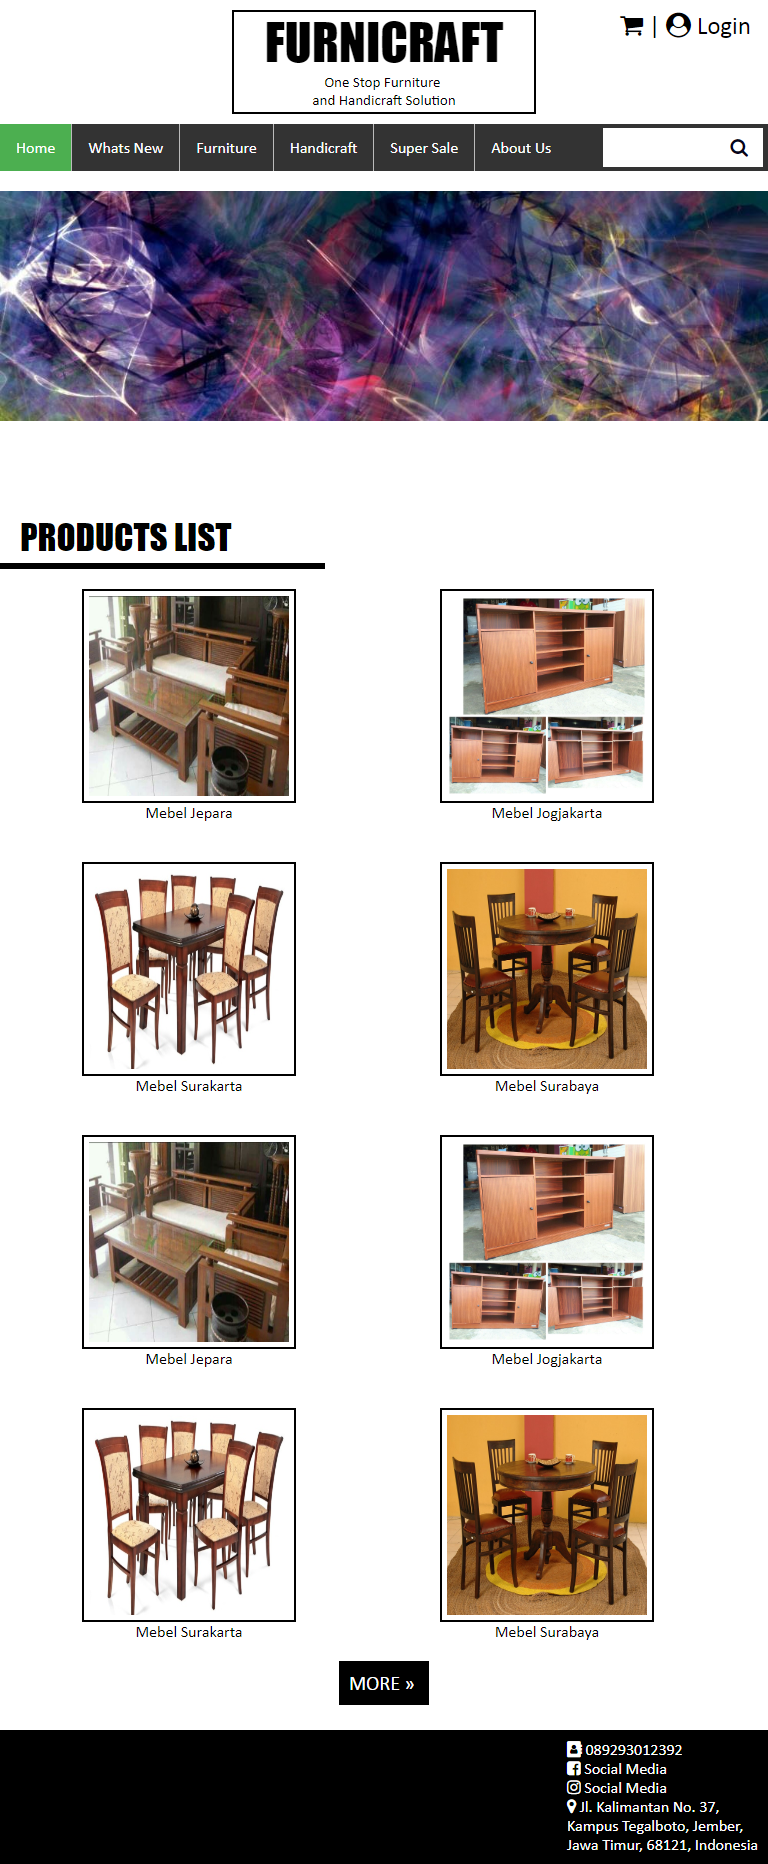 FURNICRAFT
One Stop Furniture
and Handicraft Solution
| Login
Home Whats New Furniture Handicraft Super Sale About Us
PRODUCTS LIST
Mebel Jepara
Mebel Jogjakarta
Mebel Surakarta
Mebel Surabaya
Mebel Jepara
Mebel Jogjakarta
Mebel Surakarta
Mebel Surabaya
MORE »
089293012392
Social Media
Social Media
Jl. Kalimantan No. 37,
Kampus Tegalboto, Jember,
Jawa Timur, 68121, Indonesia